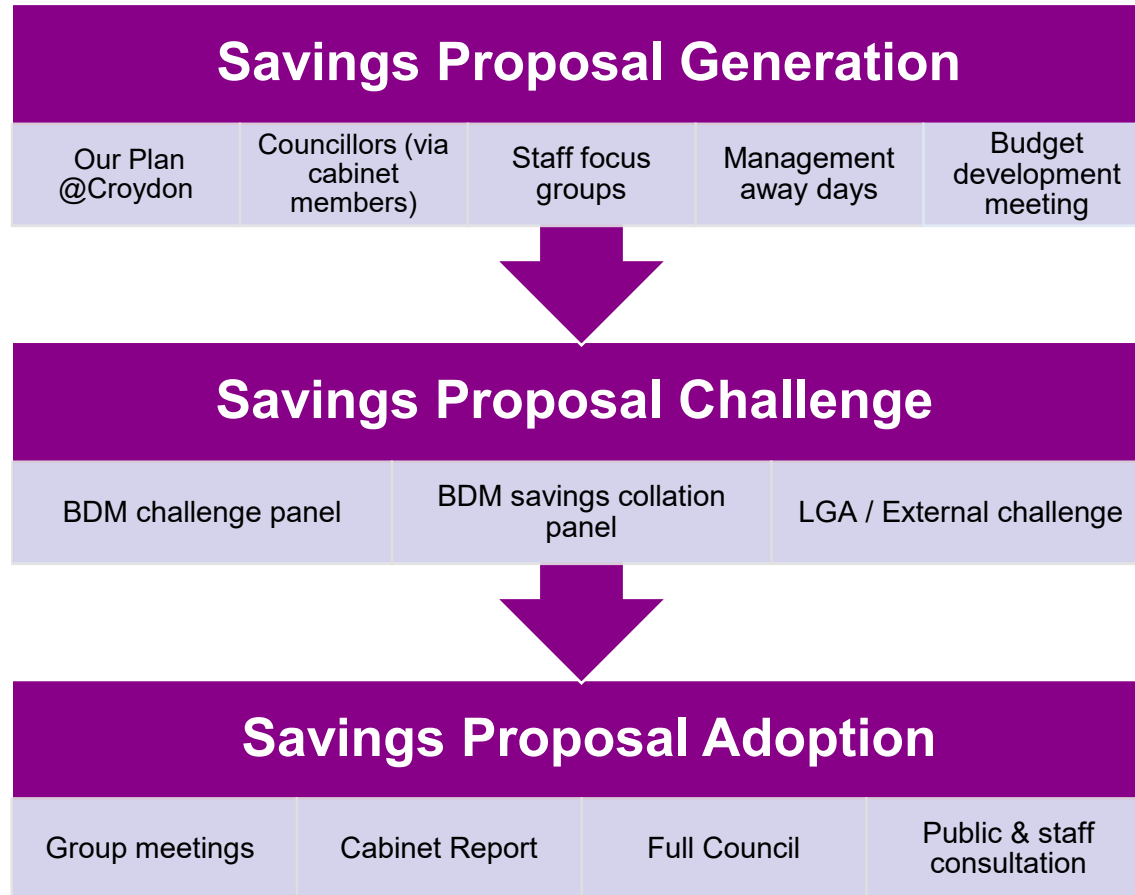 Savings Proposal Generation
Our Plan
@Croydon
Councillors (via
cabinet
members)
Staff focus
groups
Management
away days
Budget
development
meeting
Savings Proposal Challenge
BDM challenge panel
BDM savings collation
panel
LGA / External challenge
Savings Proposal Adoption
Group meetings
Cabinet Report
Full Council
Public & staff
consultation